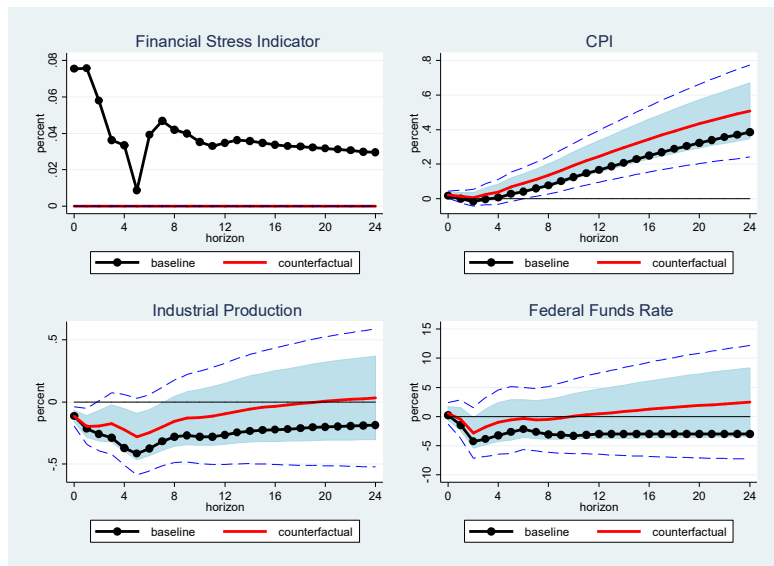 Financial Stress Indicator
percent
.08
.06
.04
.02
0
0 4 8 12 16 20 24
horizon
baseline counterfactual
CPI
percent
.8
.6
.4
.2
0
0 4 8 12 16 20 24
horizon
baseline counterfactual
Industrial Production
percent
.5
0
-.5
0 4 8 12 16 20 24
horizon
baseline counterfactual
Federal Funds Rate
percent
15
10
5
0
-5
-10
0 4 8 12 16 20 24
horizon
baseline counterfactual